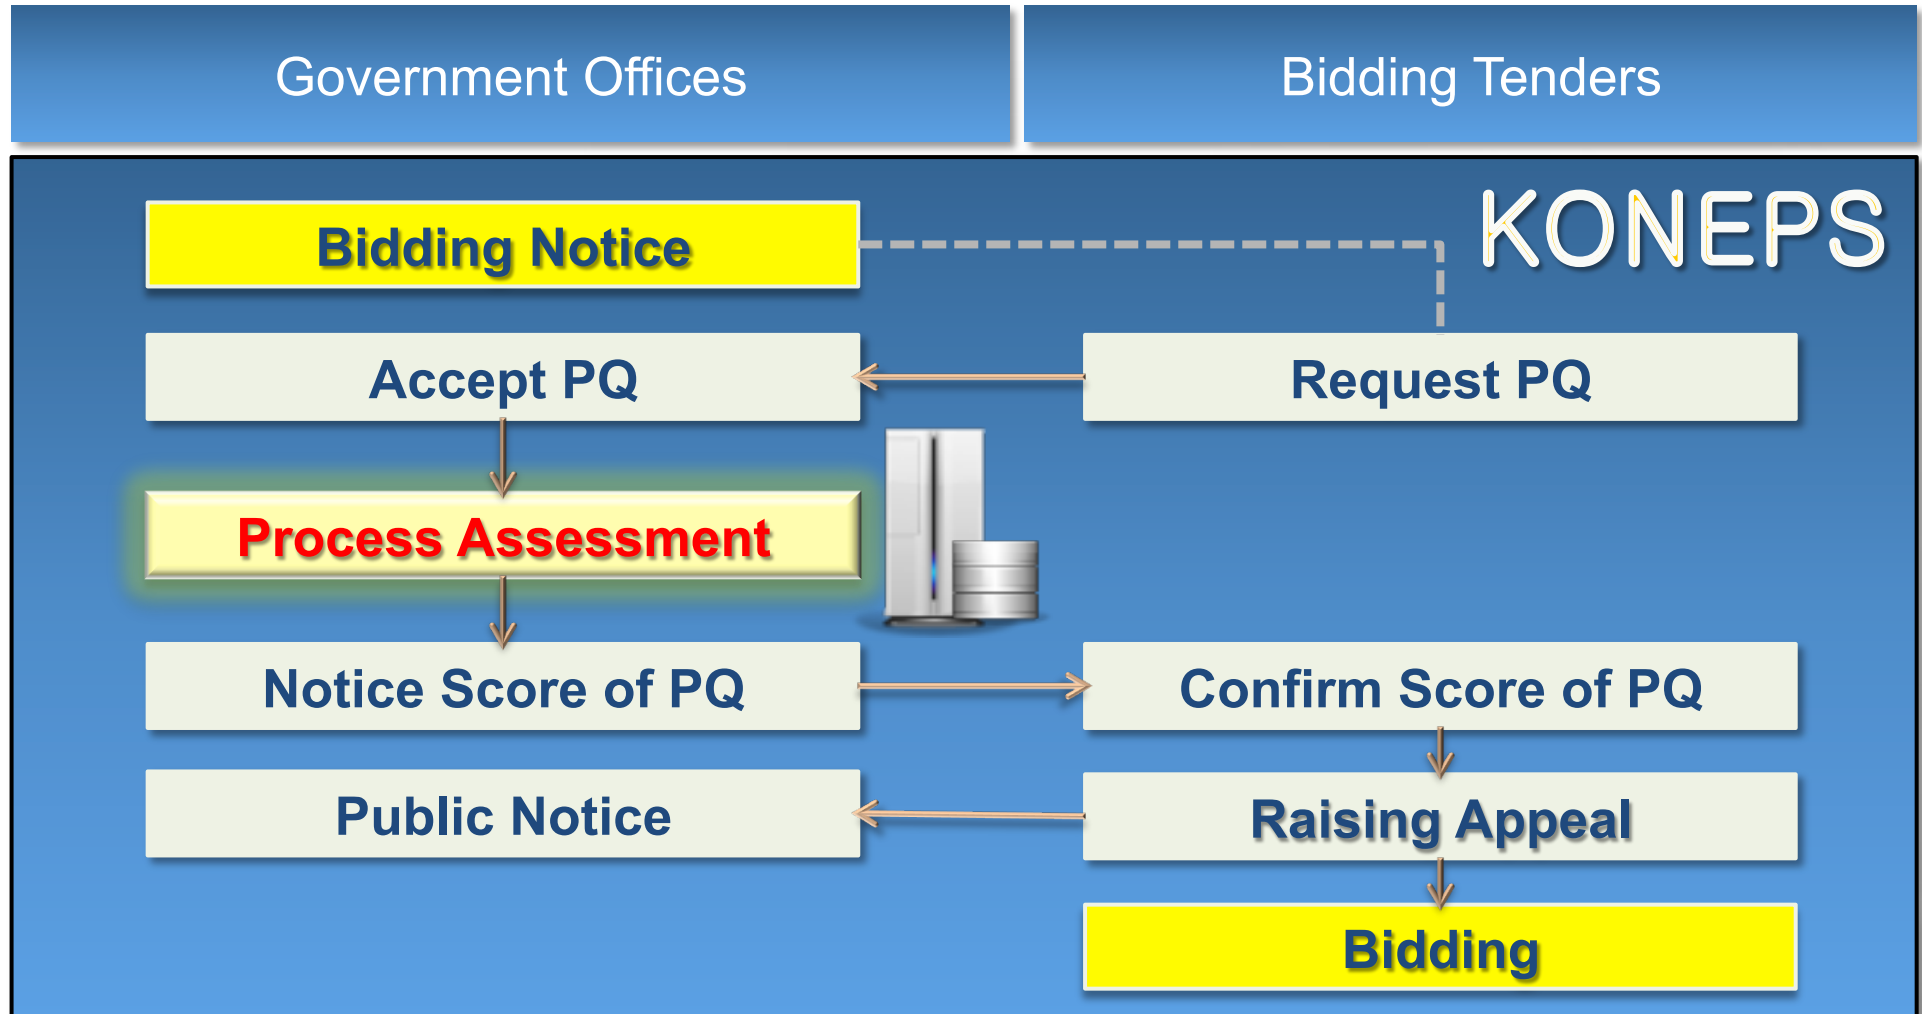 Government Offices
Bidding Tenders
KONEPS
Bidding Notice
Accept PQ
Request PQ
Process Assessment
Notice Score of PQ
Confirm Score of PQ
Public Notice
Raising Appeal
Bidding